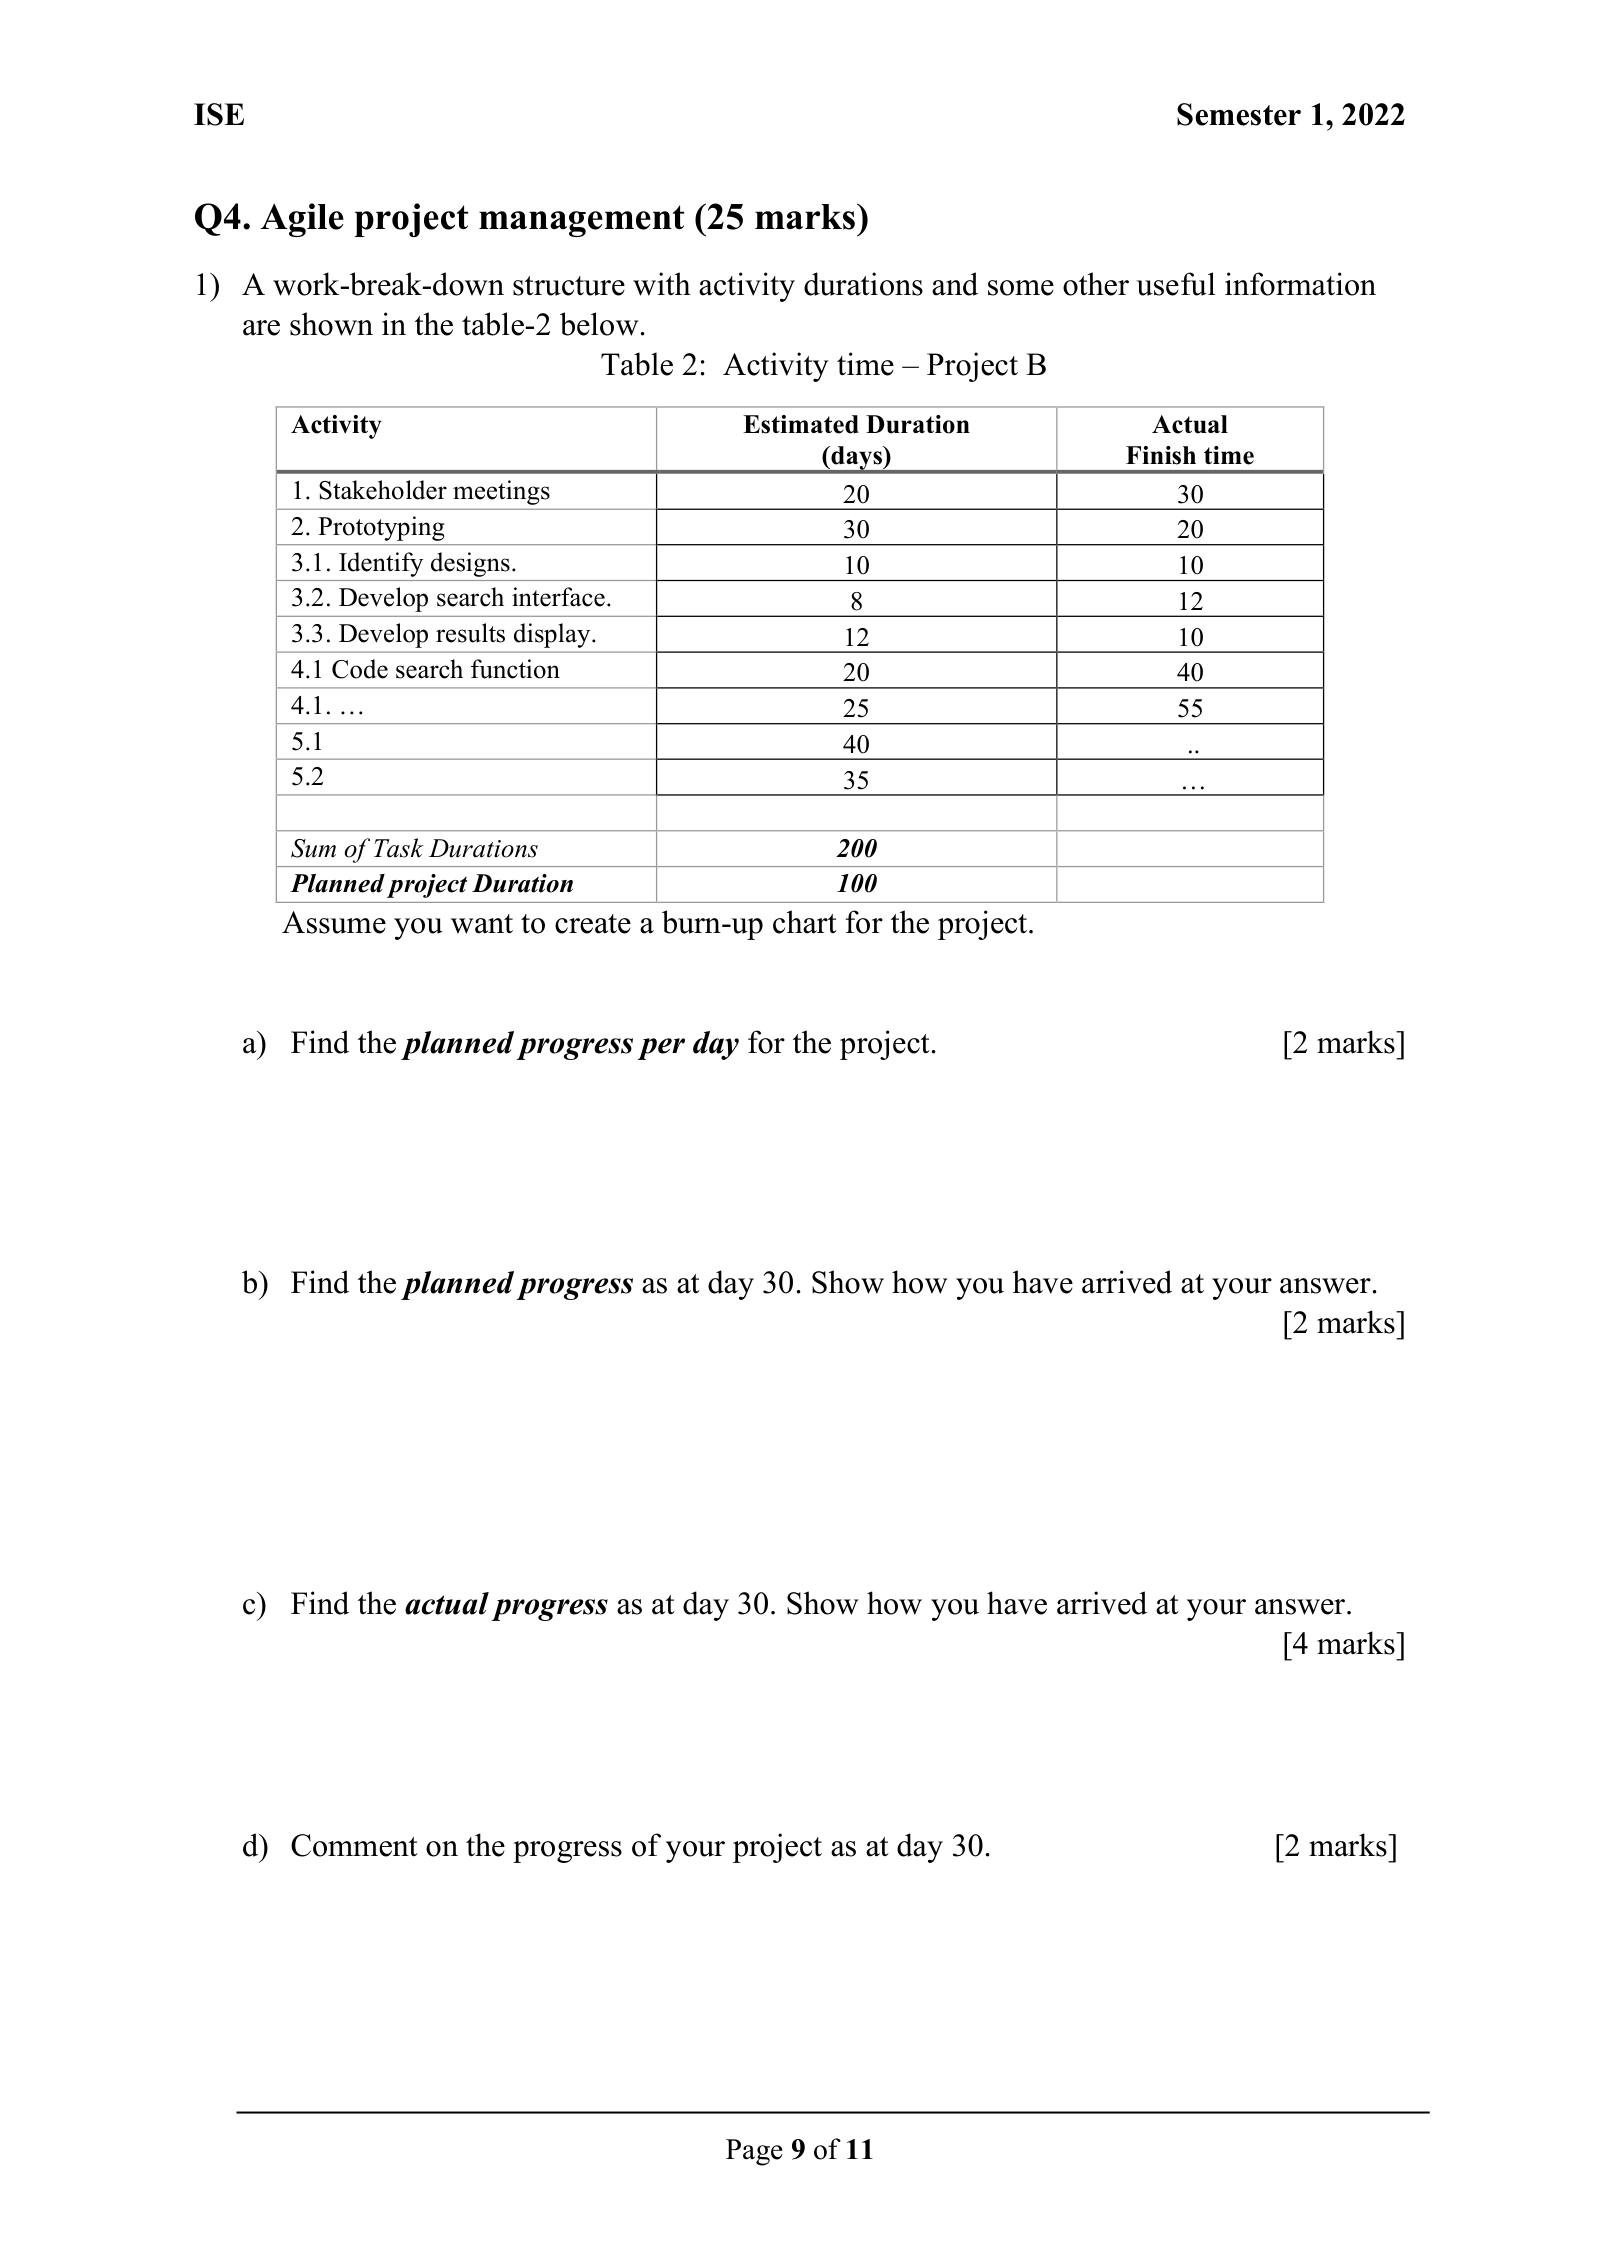 ISE Semester 1, 2022
Q4. Agile project management (25 marks)
1) A work-break-down structure with activity durations and some other useful information
are shown in the table-2 below.
Table 2: Activity time – Project B
Activity Estimated Duration (days) Actual Finish time
1. Stakeholder meetings 20 30
2. Prototyping 30 20
3.1. Identify designs. 10 10
3.2. Develop search interface. 8 12
3.3. Develop results display. 12 10
4.1 Code search function 20 40
4.1. … 25 55
5.1 40 ..
5.2 35 …
Sum of Task Durations 200
Planned project Duration 100
Assume you want to create a burn-up chart for the project.
a) Find the planned progress per day for the project. [2 marks]
b) Find the planned progress as at day 30. Show how you have arrived at your answer.
[2 marks]
c) Find the actual progress as at day 30. Show how you have arrived at your answer.
[4 marks]
d) Comment on the progress of your project as at day 30. [2 marks]
Page 9 of 11